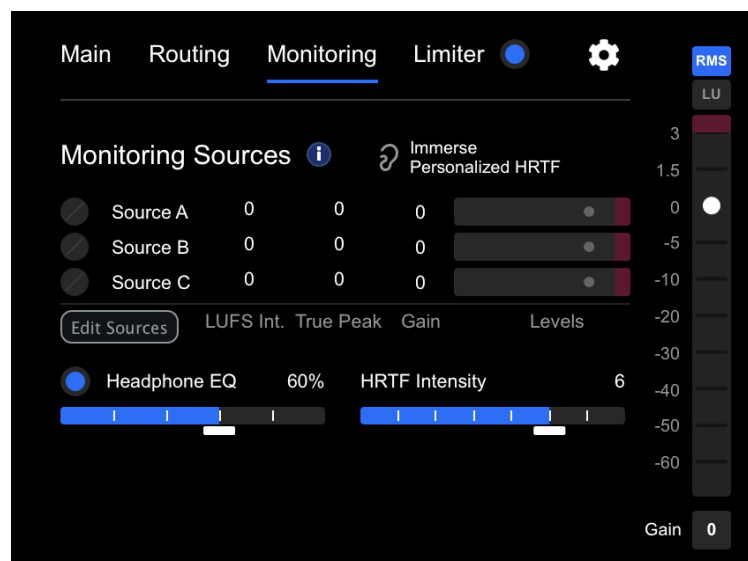 Main Routing Monitoring Limiter
RMS
LU
Monitoring Sources i Immerse
Personalized HRTF
Source A 0 0 0
Source B 0 0 0
Source C 0 0 0
Edit Sources LUFS Int. True Peak Gain Levels
Headphone EQ 60% HRTF Intensity 6
3
1.5
0
-5
-10
-20
-30
-40
-50
-60
Gain 0